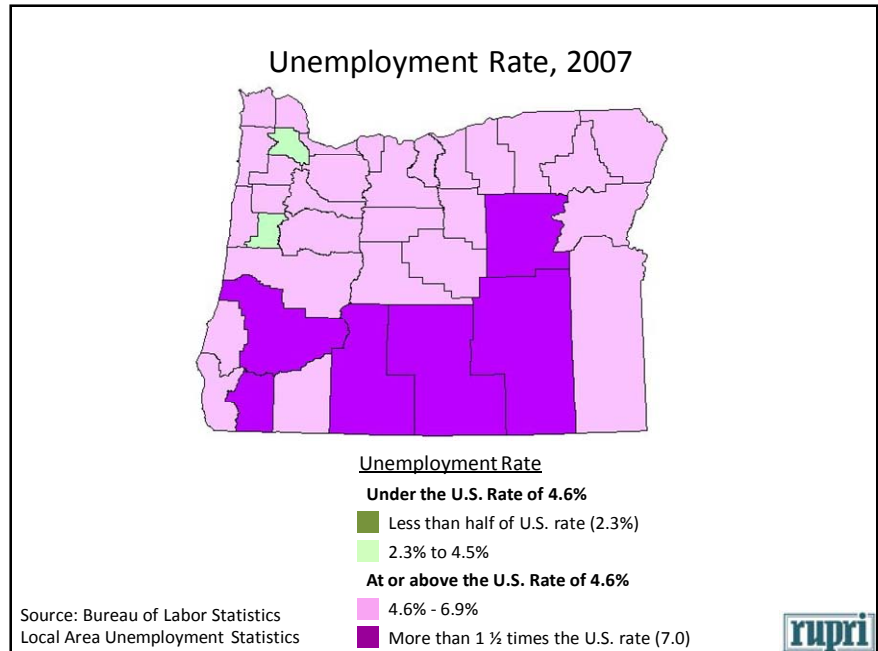 Unemployment Rate, 2007
Unemployment Rate
Under the U.S. Rate of 4.6%
Less than half of U.S. rate (2.3%)
2.3% to 4.5%
At or above the U.S. Rate of 4.6%
4.6% - 6.9%
More than 1 ½ times the U.S. rate (7.0)
Source: Bureau of Labor Statistics
Local Area Unemployment Statistics
rupri